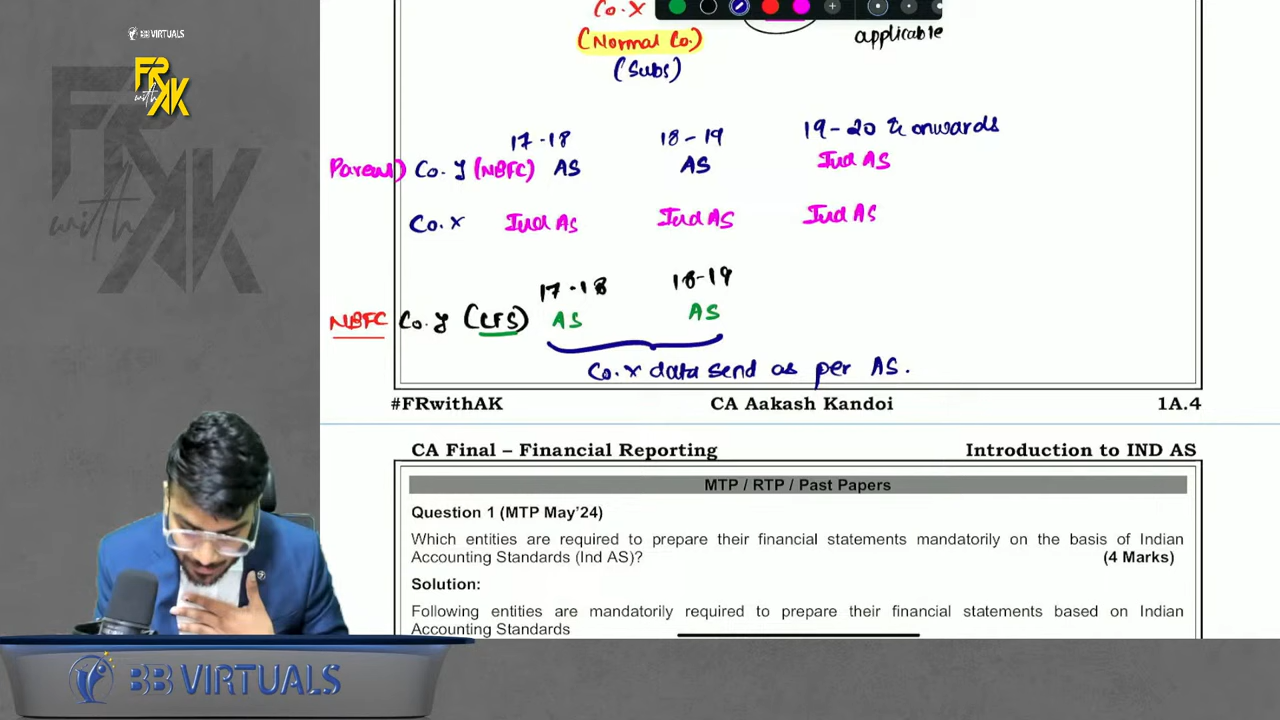 BB VIRTUALS
FR
with
AK
FR
with
AK
Co. X
(Normal Co.)
(Subs)
applicable
17-18 18-19 19-20 & onwards
Parent) Co. Y (NBFC) AS AS Ind AS
Co. X Ind AS Ind AS Ind AS
17-18 18-19
NBFC Co. Y (CFS) AS AS
Co. X data send as per AS.
#FRwithAK CA Aakash Kandoi 1A.4
CA Final – Financial Reporting Introduction to IND AS
MTP / RTP / Past Papers
Question 1 (MTP May'24)
Which entities are required to prepare their financial statements mandatorily on the basis of Indian
Accounting Standards (Ind AS)? (4 Marks)
Solution:
Following entities are mandatorily required to prepare their financial statements based on Indian
Accounting Standards
BB VIRTUALS